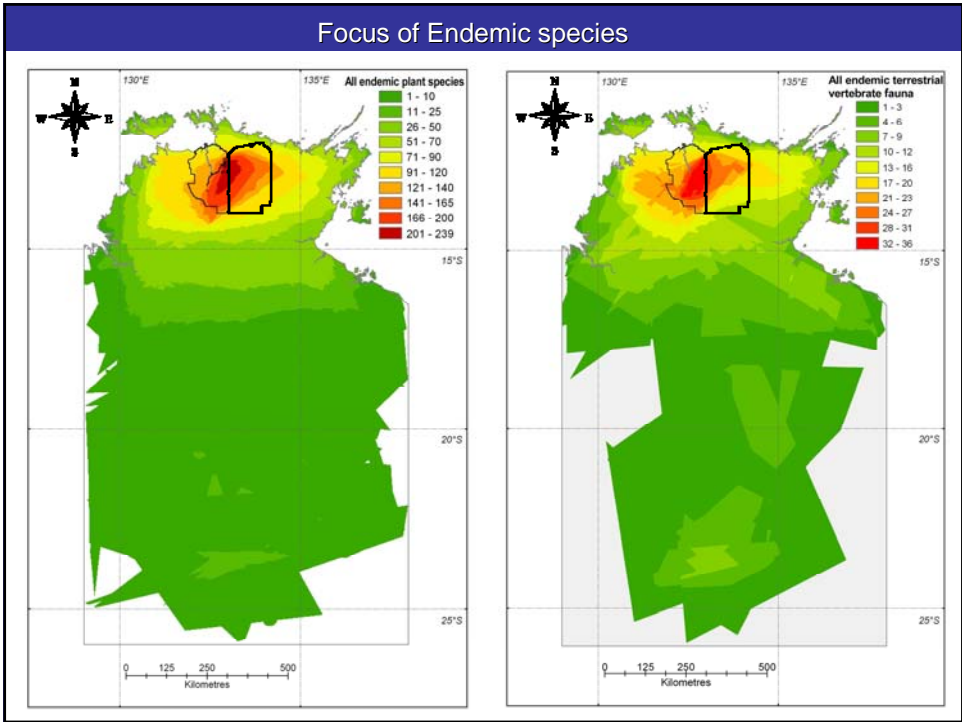 Focus of Endemic species
130°E
135°E
All endemic plant species
N
W
E
S
1 - 10
11 - 25
26 - 50
51 - 70
71 - 90
91 - 120
121 - 140
141 - 165
166 - 200
201 - 239
15°S
20°S
25°S
0 125 250 500
Kilometres
130°E
135°E
All endemic terrestrial
vertebrate fauna
N
W
E
S
1 - 3
4 - 6
7 - 9
10 - 12
13 - 16
17 - 20
21 - 23
24 - 27
28 - 31
32 - 36
15°S
20°S
25°S
0 125 250 500
Kilometres